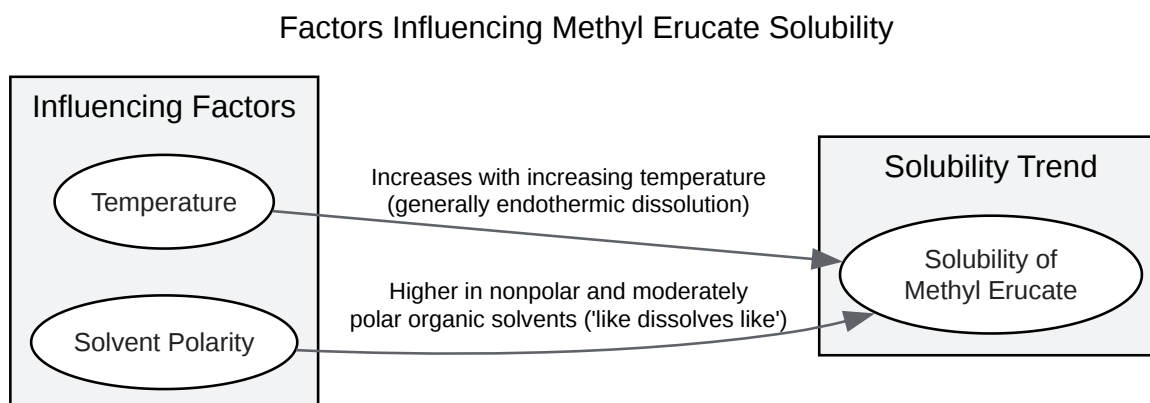 Factors Influencing Methyl Erucate Solubility
Influencing Factors
Temperature
Solvent Polarity
Increases with increasing temperature
(generally endothermic dissolution)
Higher in nonpolar and moderately
polar organic solvents ('like dissolves like')
Solubility Trend
Solubility of
Methyl Erucate